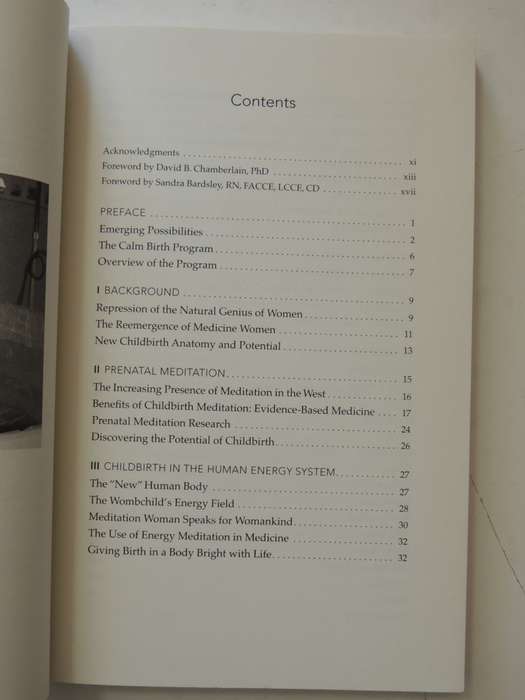 Contents
Acknowledgments . . . . . . . . . . . . . . . . . . . . . . . . . . . . . . . . . . . . . . . . xi
Foreword by David B. Chamberlain, PhD . . . . . . . . . . . . . . . . . . . . . . . . xiii
Foreword by Sandra Bardsley, RN, FACCE, LCCE, CD . . . . . . . . . . . . . . xvii
PREFACE . . . . . . . . . . . . . . . . . . . . . . . . . . . . . . . . . . . . . . . . 1
Emerging Possibilities . . . . . . . . . . . . . . . . . . . . . . . . . . . . . . . . 2
The Calm Birth Program . . . . . . . . . . . . . . . . . . . . . . . . . . . . . . 6
Overview of the Program . . . . . . . . . . . . . . . . . . . . . . . . . . . . . 7
I BACKGROUND . . . . . . . . . . . . . . . . . . . . . . . . . . . . . . . . . . . 9
Repression of the Natural Genius of Women . . . . . . . . . . . . . . . . 9
The Reemergence of Medicine Women . . . . . . . . . . . . . . . . . . . . 11
New Childbirth Anatomy and Potential . . . . . . . . . . . . . . . . . . . 13
II PRENATAL MEDITATION . . . . . . . . . . . . . . . . . . . . . . . . . . . . 15
The Increasing Presence of Meditation in the West . . . . . . . . . . . . 16
Benefits of Childbirth Meditation: Evidence-Based Medicine . . . . 17
Prenatal Meditation Research . . . . . . . . . . . . . . . . . . . . . . . . . . 24
Discovering the Potential of Childbirth . . . . . . . . . . . . . . . . . . . 26
III CHILDBIRTH IN THE HUMAN ENERGY SYSTEM . . . . . . . . . . . 27
The "New" Human Body . . . . . . . . . . . . . . . . . . . . . . . . . . . . . 27
The Wombchild's Energy Field . . . . . . . . . . . . . . . . . . . . . . . . . 28
Meditation Woman Speaks for Womankind . . . . . . . . . . . . . . . . . 30
The Use of Energy Meditation in Medicine . . . . . . . . . . . . . . . . . 32
Giving Birth in a Body Bright with Life . . . . . . . . . . . . . . . . . . . 32